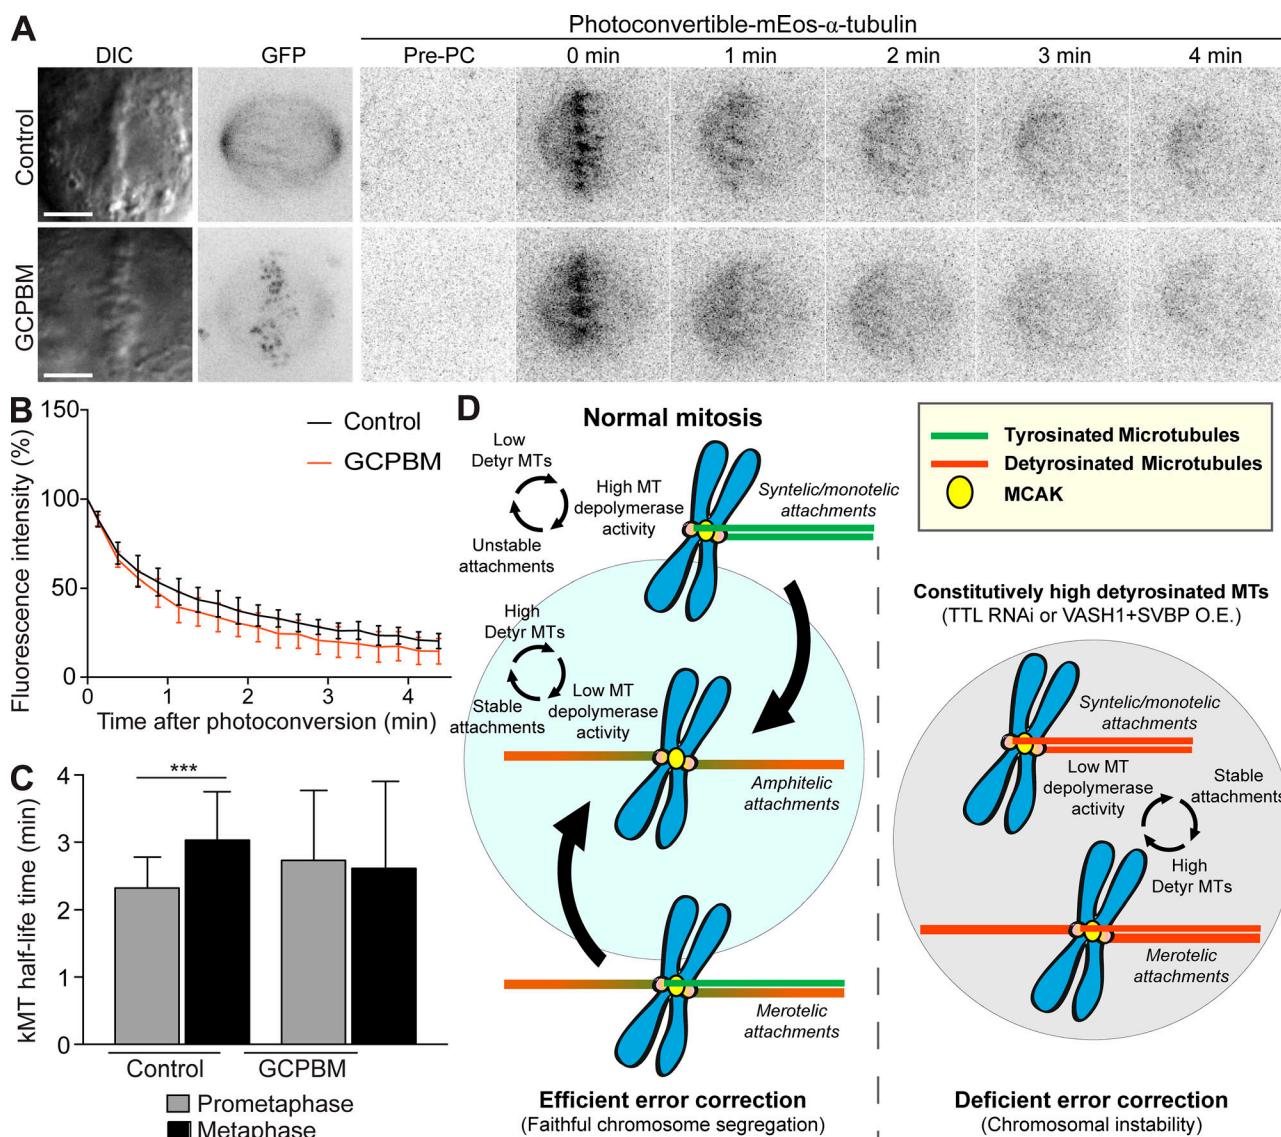 A
Photoconvertible-mEos-α-tubulin
DIC
GFP
Pre-PC
0 min
1 min
2 min
3 min
4 min
Control
GCPBM
B
Fluorescence intensity (%)
150
100
50
0
0
1
2
3
4
Time after photoconversion (min)
Control
GCPBM
C
kMT half-life time (min)
4
3
2
1
0
***
Control
GCPBM
Prometaphase
Metaphase
D
Normal mitosis
Low
Detyr MTs
High MT
depolymerase
activity
Unstable
attachments
Syntelic/monotelic
attachments
High
Detyr MTs
Low MT
depolymerase
activity
Stable
attachments
Amphitelic
attachments
Merotelic
attachments
Efficient error correction
(Faithful chromosome segregation)
Tyrosinated Microtubules
Detyrosinated Microtubules
MCAK
Constitutively high detyrosinated MTs
(TTL RNAi or VASH1+SVBP O.E.)
Syntelic/monotelic
attachments
Low MT
depolymerase
activity
Stable
attachments
High
Detyr MTs
Merotelic
attachments
Deficient error correction
(Chromosomal instability)